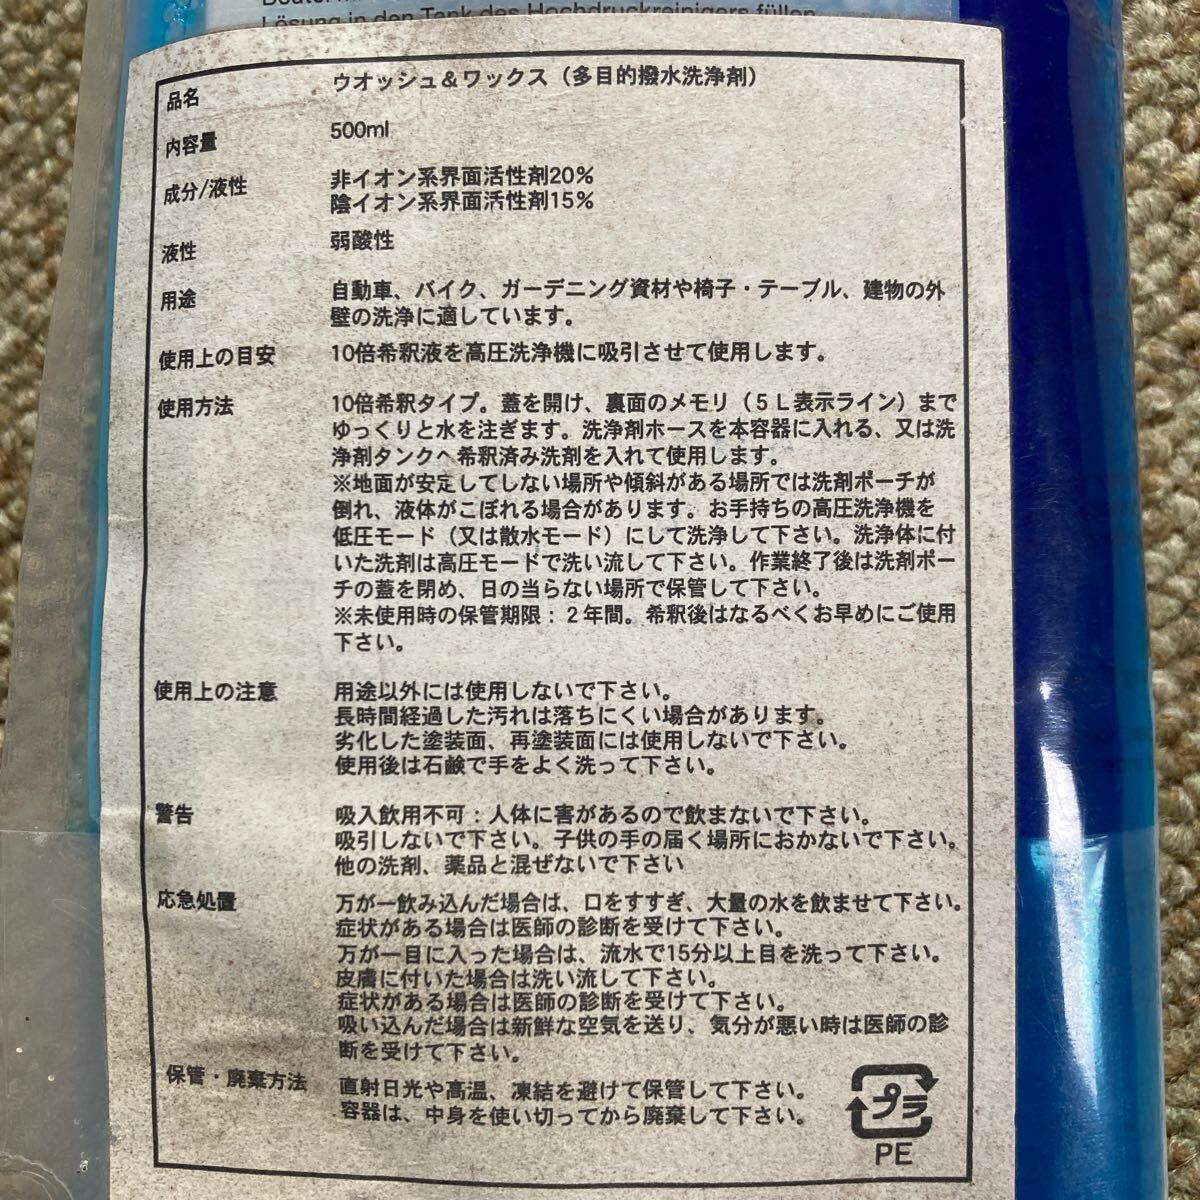 Lösung in den Tank des Hochdruckreinigers füllen
品名 ウオッシュ＆ワックス（多目的撥水洗浄剤）
内容量 500ml
成分/液性 非イオン系界面活性剤20%
陰イオン系界面活性剤15%
液性 弱酸性
用途 自動車、バイク、ガーデニング資材や椅子・テーブル、建物の外
壁の洗浄に適しています。
使用上の目安 10倍希釈液を高圧洗浄機に吸引させて使用します。
使用方法 10倍希釈タイプ。蓋を開け、裏面のメモリ（５Ｌ表示ライン）まで
ゆっくりと水を注ぎます。洗浄剤ホースを本容器に入れる、又は洗
浄剤タンクへ希釈済み洗剤を入れて使用します。
※地面が安定してしない場所や傾斜がある場所では洗剤ポーチが
倒れ、液体がこぼれる場合があります。お手持ちの高圧洗浄機を
低圧モード（又は散水モード）にして洗浄して下さい。洗浄体に付
いた洗剤は高圧モードで洗い流して下さい。作業終了後は洗剤ポー
チの蓋を閉め、日の当らない場所で保管して下さい。
※未使用時の保管期限：２年間。希釈後はなるべくお早めにご使用
下さい。
使用上の注意 用途以外には使用しないで下さい。
長時間経過した汚れは落ちにくい場合があります。
劣化した塗装面、再塗装面には使用しないで下さい。
使用後は石鹸で手をよく洗って下さい。
警告 吸入飲用不可：人体に害があるので飲まないで下さい。
吸引しないで下さい。子供の手の届く場所におかないで下さい。
他の洗剤、薬品と混ぜないで下さい
応急処置 万が一飲み込んだ場合は、口をすすぎ、大量の水を飲ませて下さい。
症状がある場合は医師の診断を受けて下さい。
万が一目に入った場合は、流水で15分以上目を洗って下さい。
皮膚に付いた場合は洗い流して下さい。
症状がある場合は医師の診断を受けて下さい。
吸い込んだ場合は新鮮な空気を送り、気分が悪い時は医師の診
断を受けて下さい。
保管・廃棄方法 直射日光や高温、凍結を避けて保管して下さい。
容器は、中身を使い切ってから廃棄して下さい。
プラ
PE